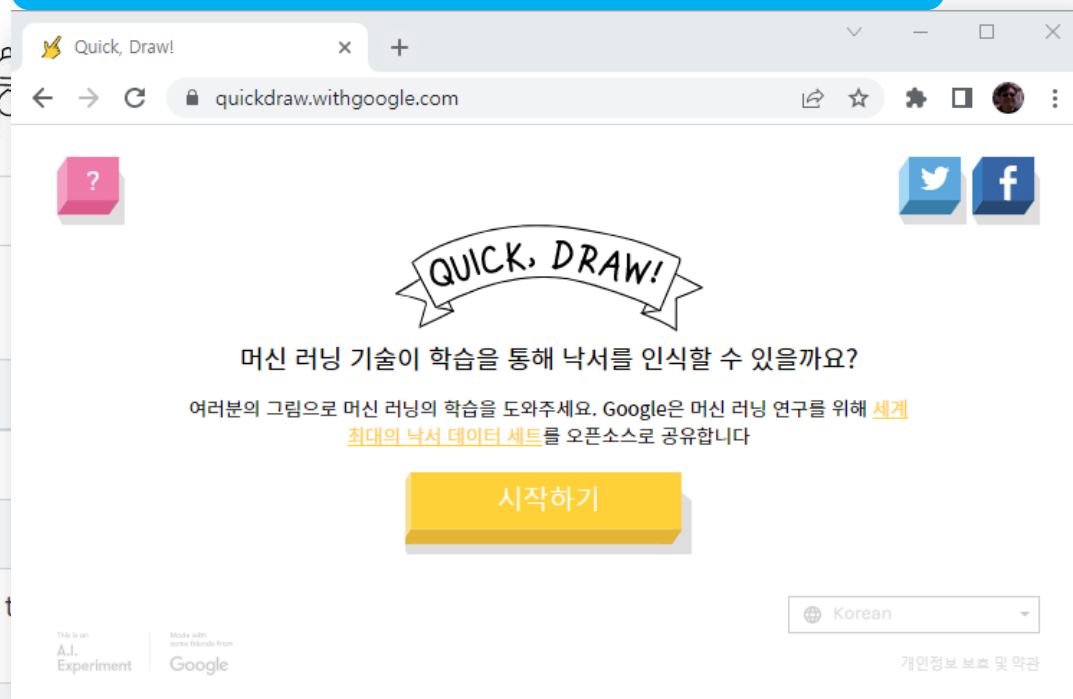 Quick, Draw!
quickdraw.withgoogle.com
?
QUICK, DRAW!
머신 러닝 기술이 학습을 통해 낙서를 인식할 수 있을까요?
여러분의 그림으로 머신 러닝의 학습을 도와주세요. Google은 머신 러닝 연구를 위해 세계
최대의 낙서 데이터 세트를 오픈소스로 공유합니다
시작하기
Korean
This is an
A.I.
Experiment
Made with
some friends from
Google
개인정보 보호 및 약관